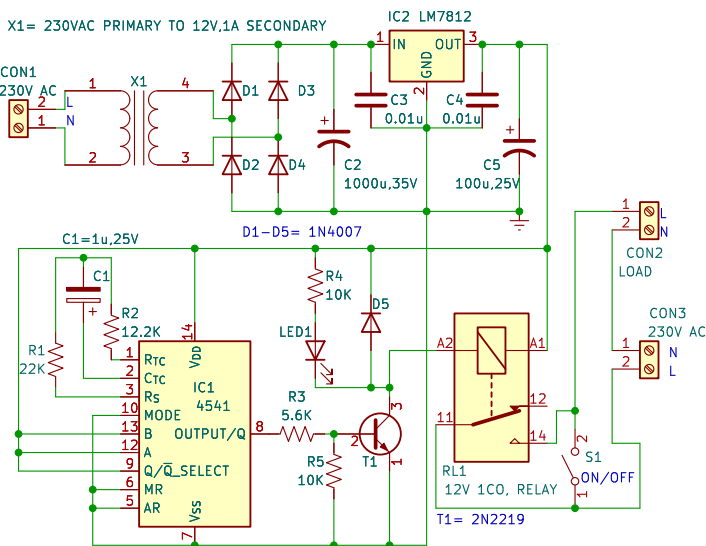 X1= 230VAC PRIMARY TO 12V,1A SECONDARY
IC2 LM7812
1 IN OUT 3
GND
2
CON1
230V AC
2 L
1 N
1
2
X1
4
3
D1
D3
D2
D4
+
C2
1000u,35V
C3
0.01u
C4
0.01u
+
C5
100u,25V
D1-D5= 1N4007
C1=1u,25V
C1
+
R1
22K
R2
12.2K
R4
10K
LED1
D5
14
VDD
1 RTC
2 CTC
3 RS
10 MODE
13 B
12 A
9 Q/Q_SELECT
6 MR
5 AR
IC1
4541
OUTPUT/Q 8
VSS
7
R3
5.6K
R5
10K
2
3
1
T1
A2
A1
11
12
14
RL1
12V 1CO, RELAY
T1= 2N2219
2
1
S1
ON/OFF
1 L
2 N
CON2
LOAD
CON3
230V AC
1 N
2 L